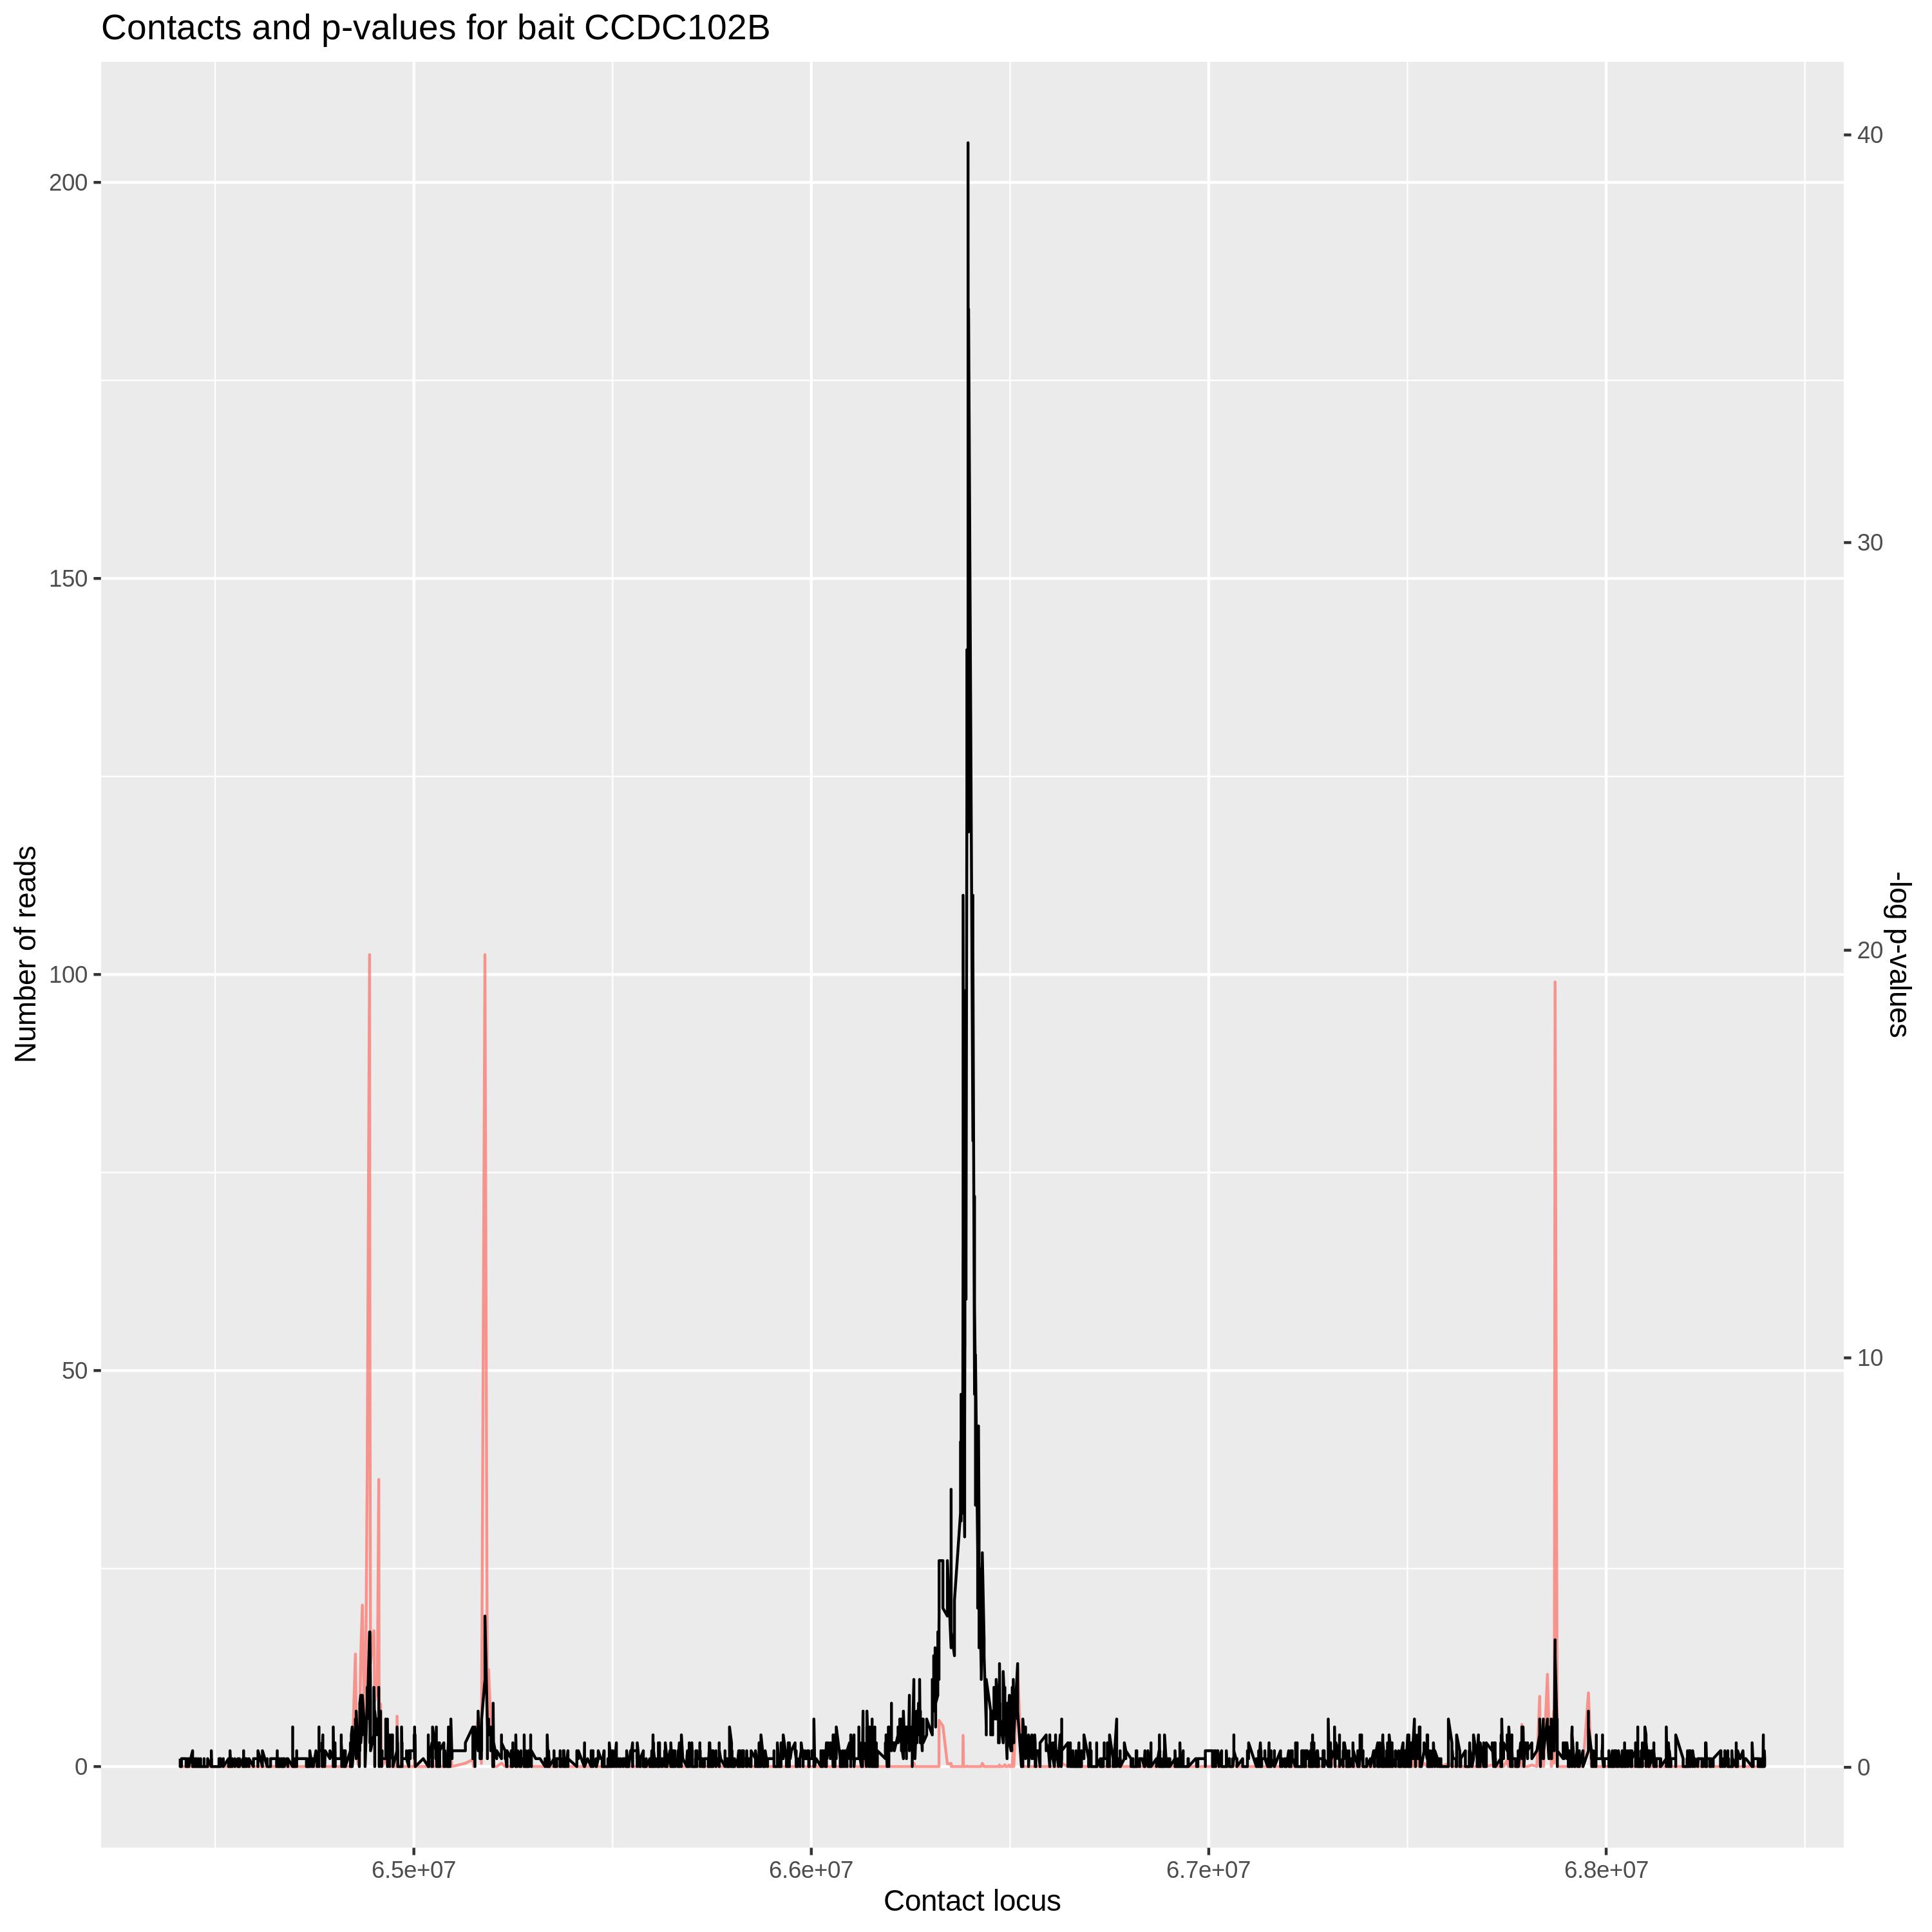 Contacts and p-values for bait CCDC102B
200
150
100
50
0
Number of reads
40
30
20
10
0
-log p-values
6.5e+07
6.6e+07
6.7e+07
6.8e+07
Contact locus